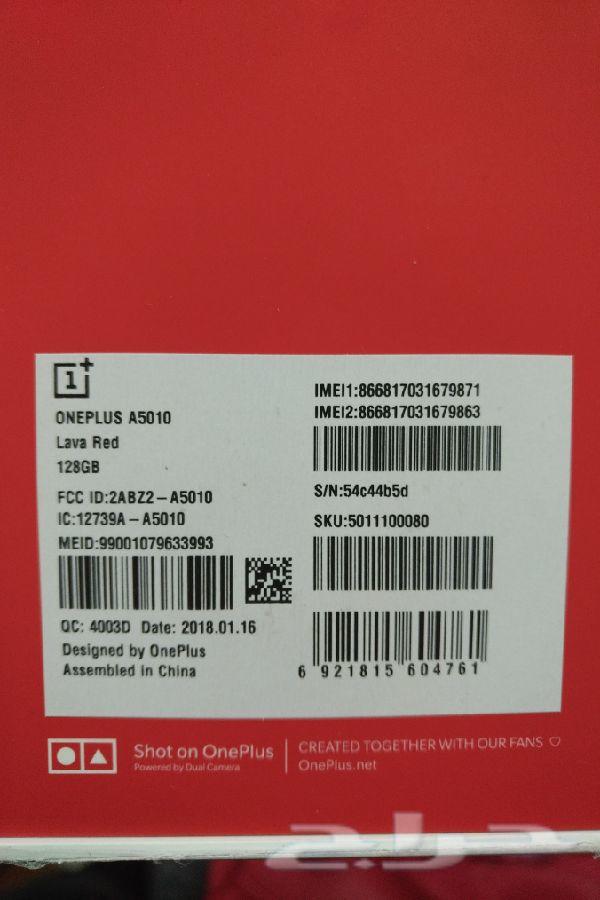 ONEPLUS A5010
Lava Red
128GB
FCC ID:2ABZ2-A5010
IC:12739A-A5010
MEID:99001079633993
QC: 4003D Date: 2018.01.16
Designed by OnePlus
Assembled in China
IMEI1:866817031679871
IMEI2:866817031679863
S/N:54c44b5d
SKU:5011100080
6 921815 604761
Shot on OnePlus
Powered by Dual Camera
CREATED TOGETHER WITH OUR FANS ♡
OnePlus.net
حراج